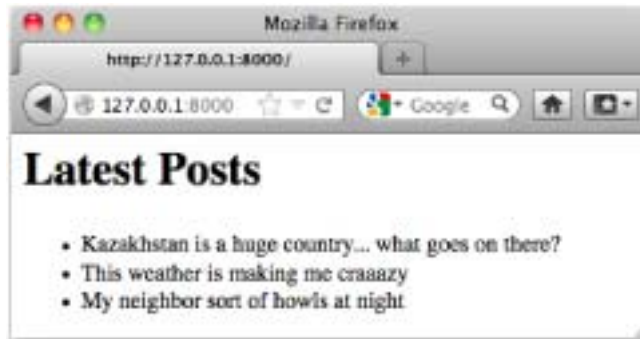 Mozilla Firefox
http://127.0.0.1:8000/
127.0.0.1:8000 Google
Latest Posts
• Kazakhstan is a huge country... what goes on there?
• This weather is making me craaazy
• My neighbor sort of howls at night